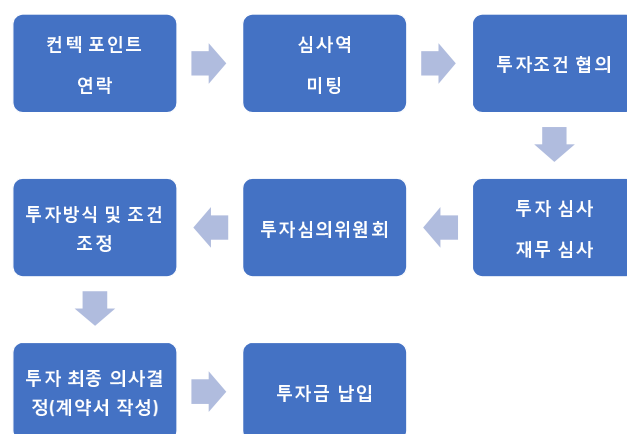 컨텍 포인트
연락
심사역
미팅
투자조건 협의
투자 심사
재무 심사
투자심의위원회
투자방식 및 조건
조정
투자 최종 의사결
정(계약서 작성)
투자금 납입